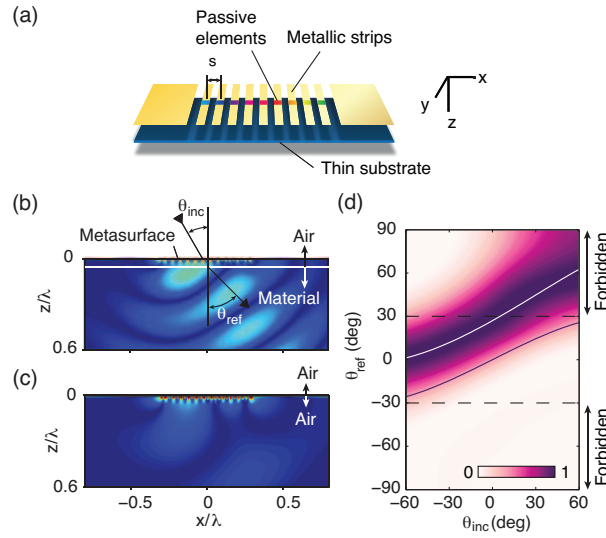 (a)
Passive
elements
Metallic strips
s
x
y
z
Thin substrate
(b)
θinc
Metasurface
Air
Material
θref
0
z/λ
0.6
(c)
Air
Air
0
z/λ
0.6
−0.5
0
0.5
x/λ
(d)
90
60
30
0
−30
−60
−90
θref (deg)
Forbidden
Forbidden
0
1
−60
−30
0
30
60
θinc (deg)